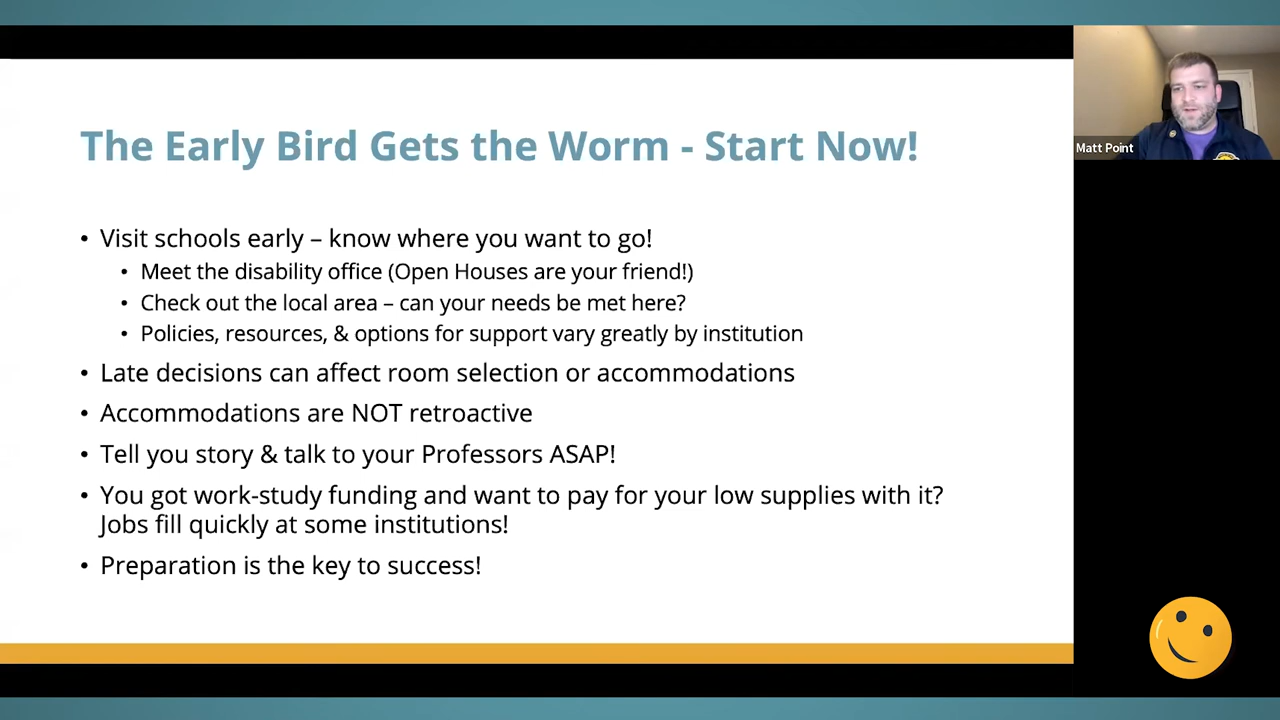 The Early Bird Gets the Worm - Start Now!
• Visit schools early – know where you want to go!
• Meet the disability office (Open Houses are your friend!)
• Check out the local area – can your needs be met here?
• Policies, resources, & options for support vary greatly by institution
• Late decisions can affect room selection or accommodations
• Accommodations are NOT retroactive
• Tell you story & talk to your Professors ASAP!
• You got work-study funding and want to pay for your low supplies with it?
Jobs fill quickly at some institutions!
• Preparation is the key to success!
Matt Point